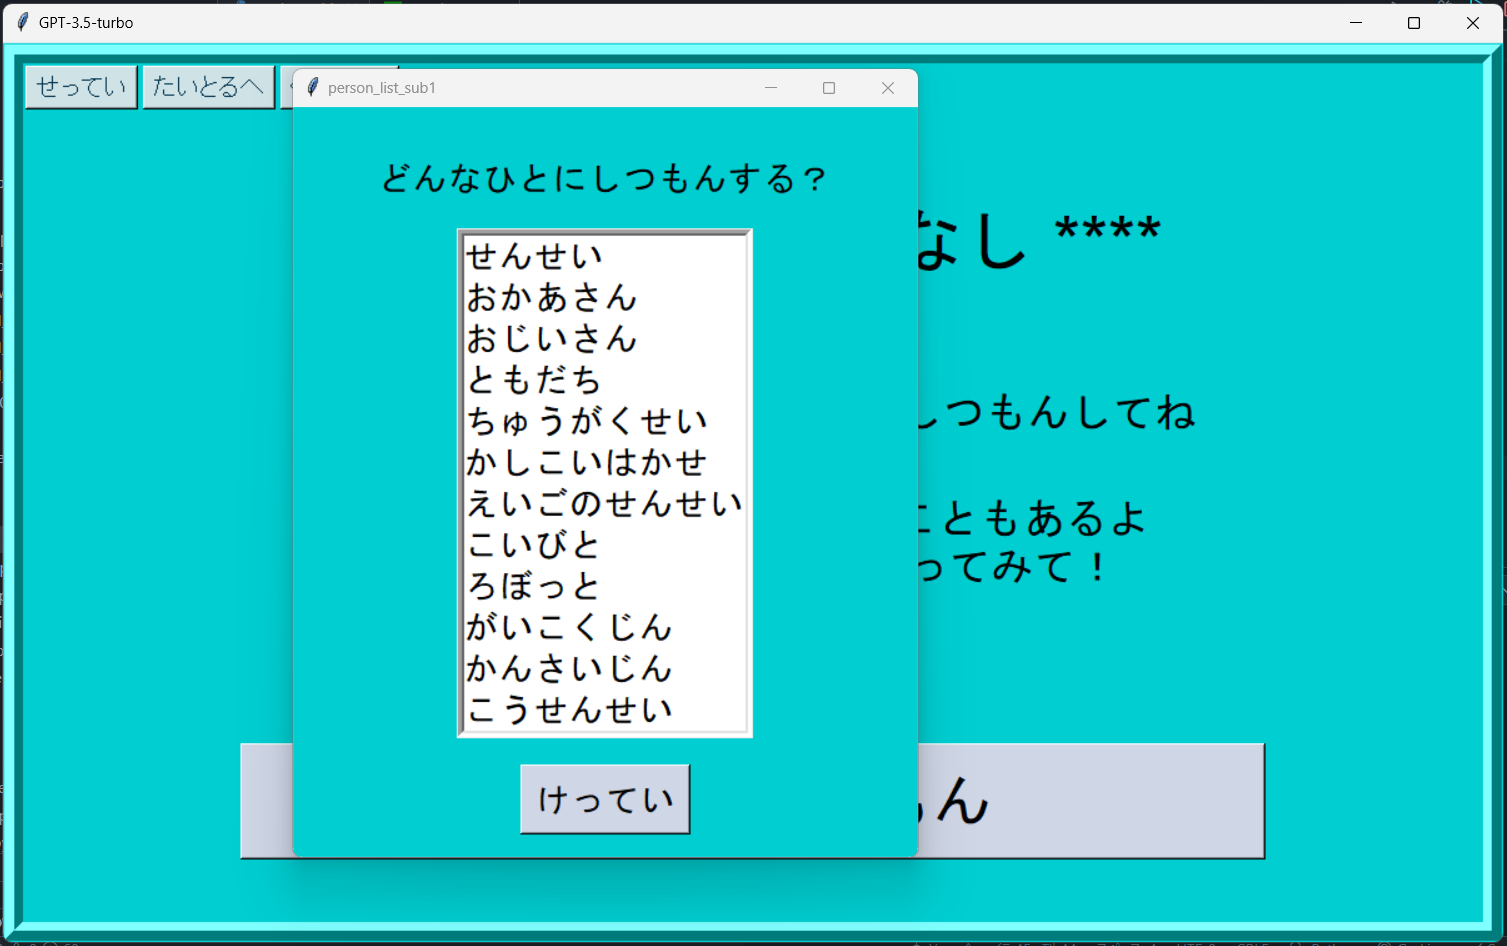 GPT-3.5-turbo
せってい
たいとるへ
person_list_sub1
どんなひとにしつもんする？
せんせい
おかあさん
おじいさん
ともだち
ちゅうがくせい
かしこいはかせ
えいごのせんせい
こいびと
ろぼっと
がいこくじん
かんさいじん
こうせんせい
けってい
なし ****
しつもんしてね
こともあるよ
ってみて！
ん